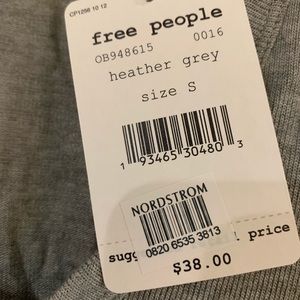 CP1256 10 12
free people
OB948615 0016
heather grey
size S
1 93465 30480 3
NORDSTROM
0820 6535 3813
sugg price
$38.00